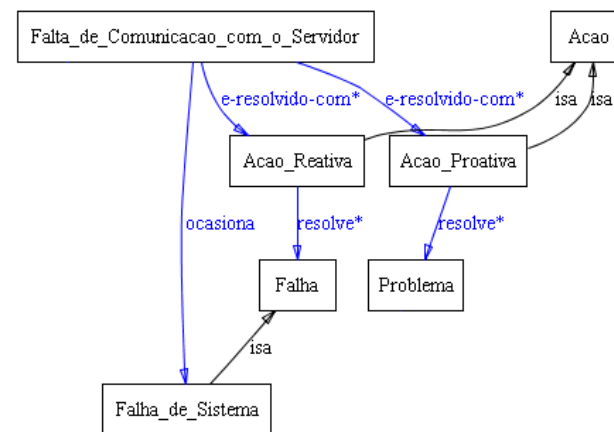 Falta_de_Comunicacao_com_o_Servidor
Acao
e-resolvido-com*
e-resolvido-com*
isa
isa
Acao_Reativa
Acao_Proativa
ocasiona
resolve*
resolve*
Falha
Problema
isa
Falha_de_Sistema